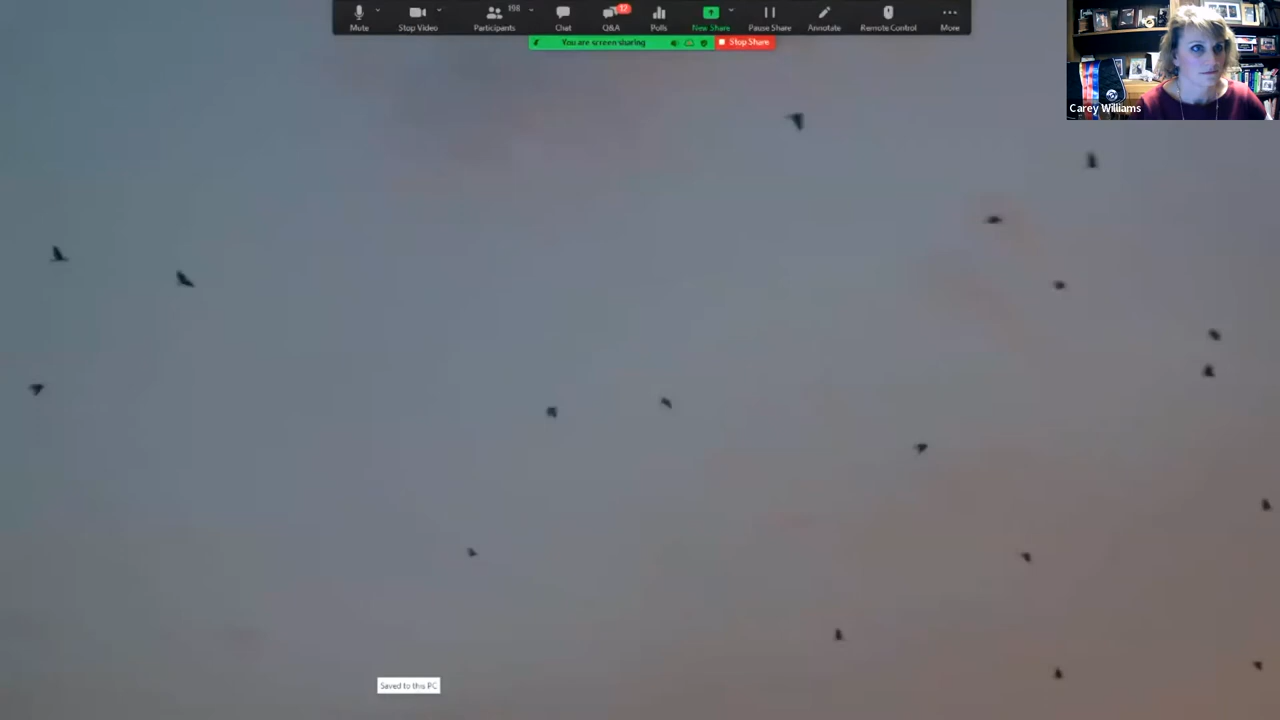 198
12
Mute
Stop Video
Participants
Chat
Q&A
Polls
New Share
Pause Share
Annotate
Remote Control
More
You are screen sharing
Stop Share
Carey Williams
Saved to this PC